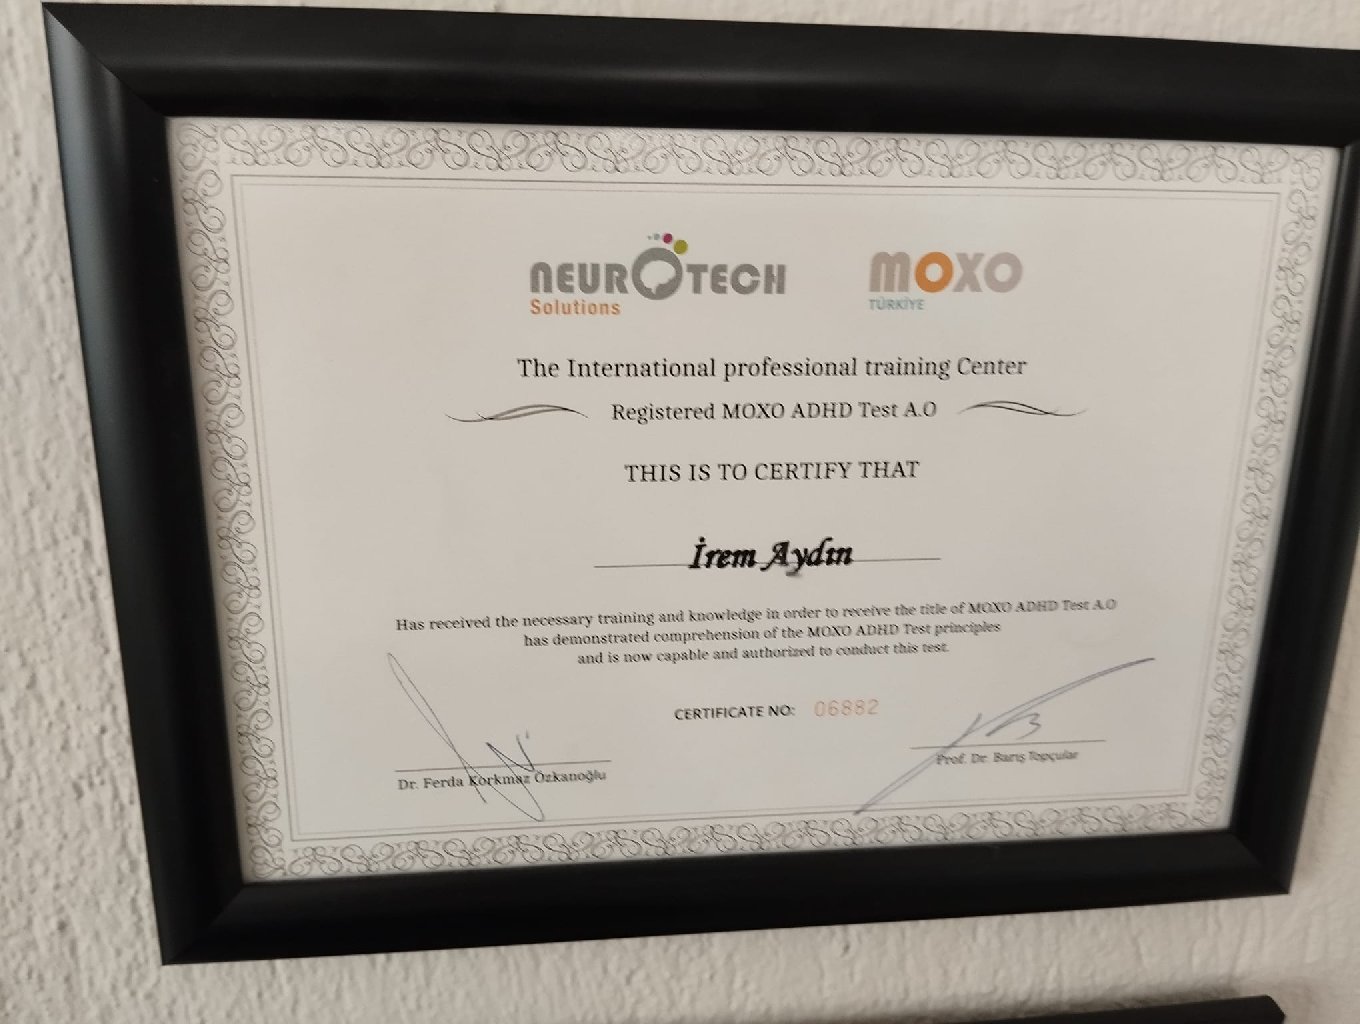 NEUROTECH
Solutions
MOXO
TÜRKİYE
The International professional training Center
Registered MOXO ADHD Test A.O
THIS IS TO CERTIFY THAT
İrem Aydın
Has received the necessary training and knowledge in order to receive the title of MOXO ADHD Test A.O
has demonstrated comprehension of the MOXO ADHD Test principles
and is now capable and authorized to conduct this test.
CERTIFICATE NO: 06882
Dr. Ferda Korkmaz Özkanoğlu
Prof. Dr. Barış Topçular